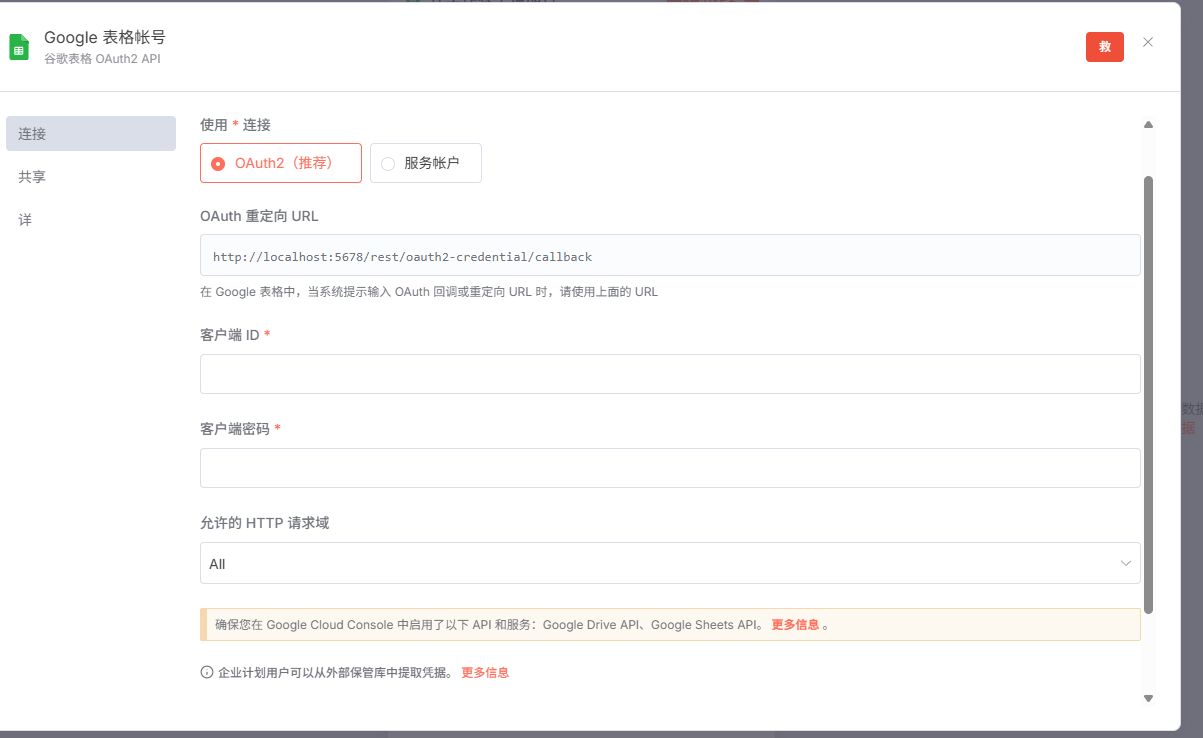 Google 表格帐号
谷歌表格 OAuth2 API
救
连接
共享
详
使用 * 连接
OAuth2（推荐）
服务帐户
OAuth 重定向 URL
http://localhost:5678/rest/oauth2-credential/callback
在 Google 表格中，当系统提示输入 OAuth 回调或重定向 URL 时，请使用上面的 URL
客户端 ID *
客户端密码 *
允许的 HTTP 请求域
All
确保您在 Google Cloud Console 中启用了以下 API 和服务：Google Drive API、Google Sheets API。 更多信息 。
企业计划用户可以从外部保管库中提取凭据。 更多信息
数据
据